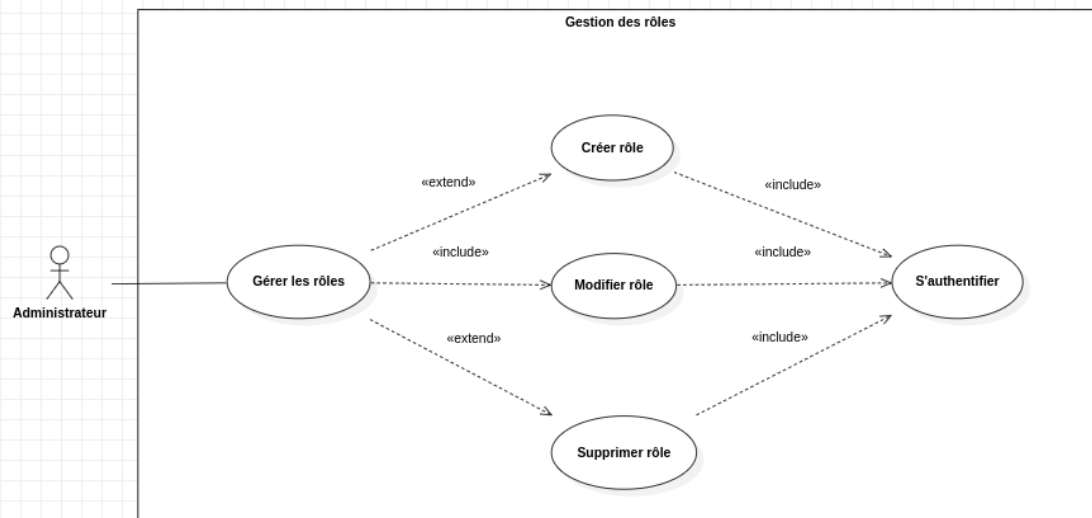 Gestion des rôles
Créer rôle
«extend»
«include»
«include»
«include»
Gérer les rôles
Modifier rôle
S'authentifier
Administrateur
«extend»
«include»
Supprimer rôle